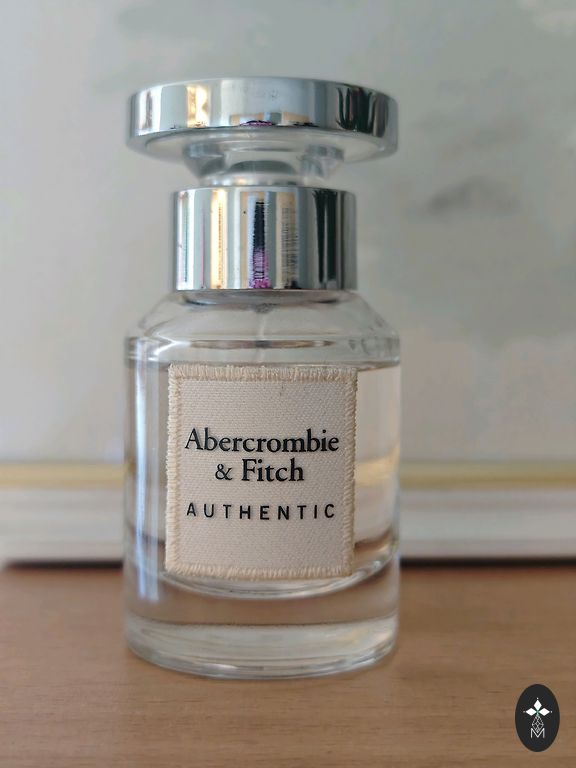 Abercrombie
& Fitch
AUTHENTIC
M